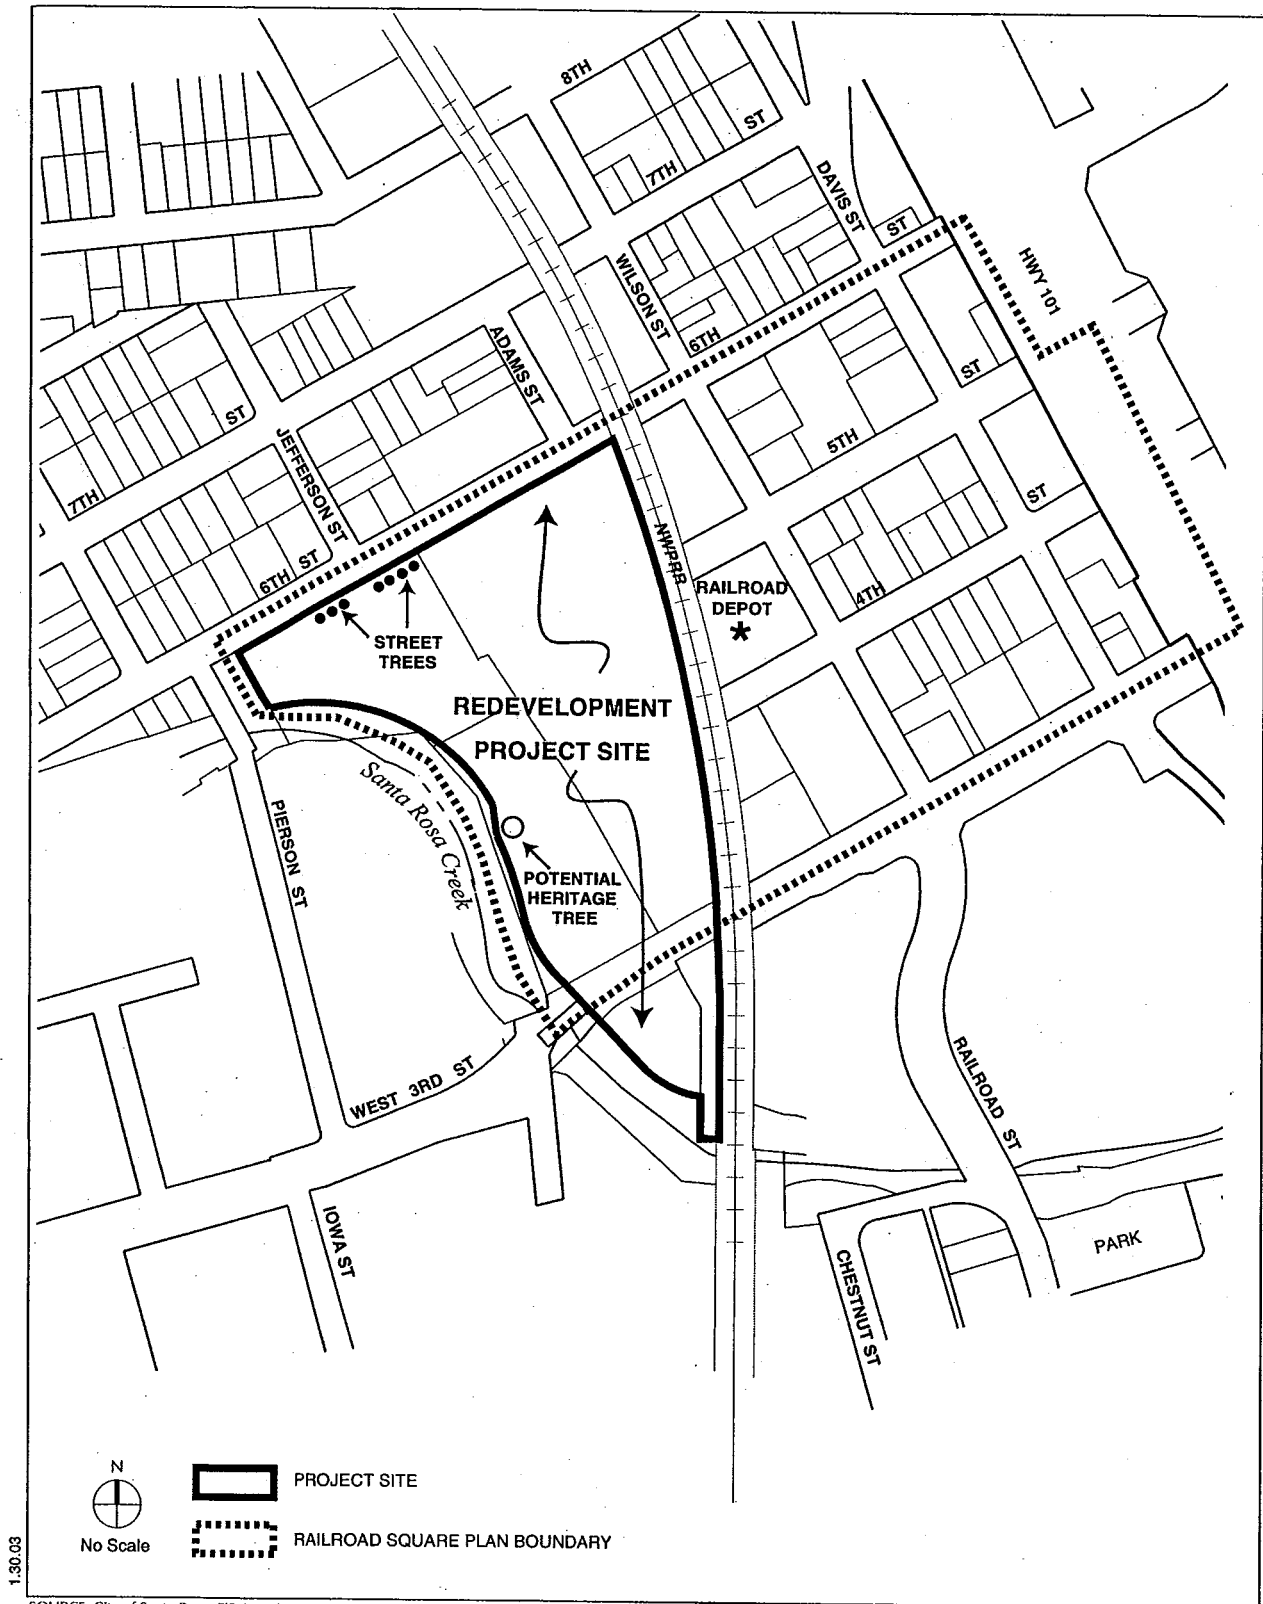 8TH
7TH
ST
DAVIS ST
ST
HWY 101
WILSON ST
6TH
ADAMS ST
ST
5TH
ST
7TH
ST
JEFFERSON ST
6TH ST
NWPRR
RAILROAD
DEPOT
4TH
STREET
TREES
REDEVELOPMENT
PROJECT SITE
Santa Rosa Creek
PIERSON ST
POTENTIAL
HERITAGE
TREE
WEST 3RD ST
RAILROAD ST
IOWA ST
CHESTNUT ST
PARK
N
No Scale
PROJECT SITE
RAILROAD SQUARE PLAN BOUNDARY
1.30.03